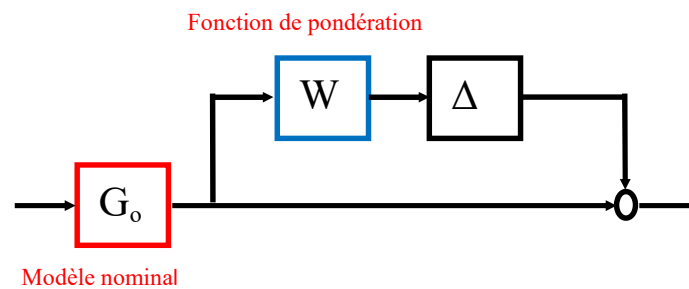 Fonction de pondération
W
Δ
Gₒ
Modèle nominal